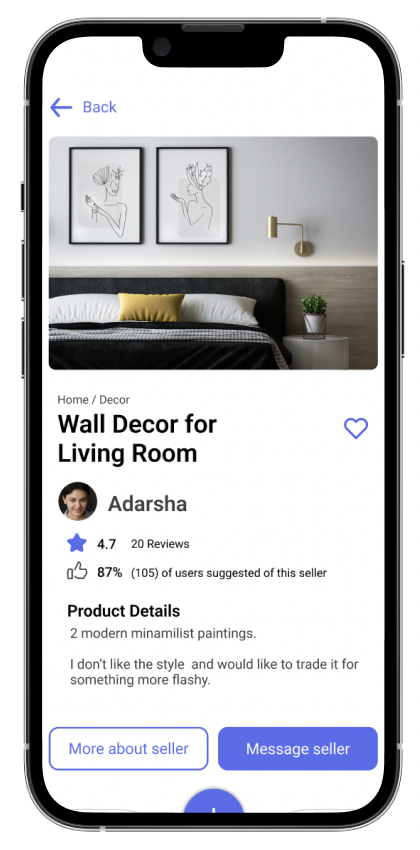 Back
Home / Decor
Wall Decor for
Living Room
Adarsha
4.7 20 Reviews
87% (105) of users suggested of this seller
Product Details
2 modern minamilist paintings.
I don't like the style and would like to trade it for
something more flashy.
More about seller
Message seller